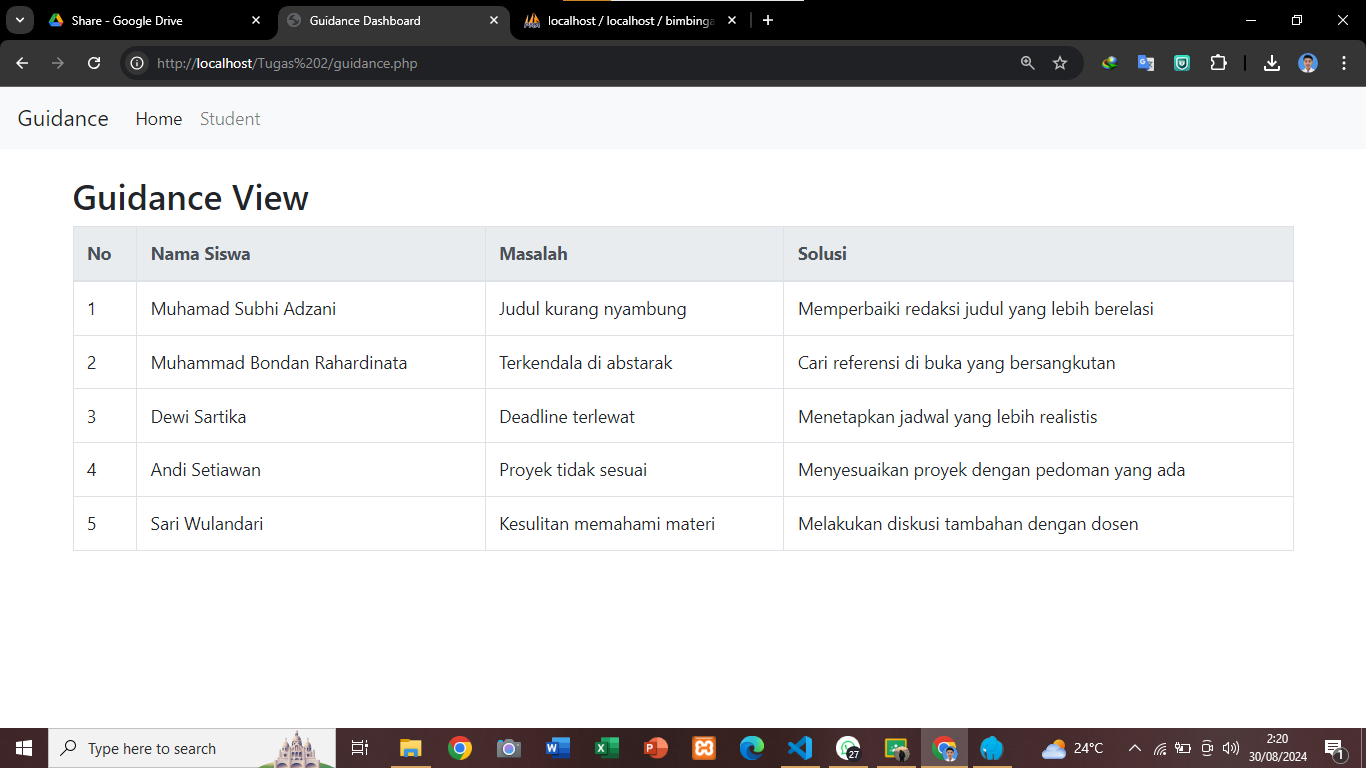 Share - Google Drive
Guidance Dashboard
localhost / localhost / bimbinga
http://localhost/Tugas%202/guidance.php
Guidance Home Student
Guidance View
No Nama Siswa Masalah Solusi
1 Muhamad Subhi Adzani Judul kurang nyambung Memperbaiki redaksi judul yang lebih berelasi
2 Muhammad Bondan Rahardinata Terkendala di abstarak Cari referensi di buka yang bersangkutan
3 Dewi Sartika Deadline terlewat Menetapkan jadwal yang lebih realistis
4 Andi Setiawan Proyek tidak sesuai Menyesuaikan proyek dengan pedoman yang ada
5 Sari Wulandari Kesulitan memahami materi Melakukan diskusi tambahan dengan dosen
Type here to search
27
24°C
2:20
30/08/2024
1